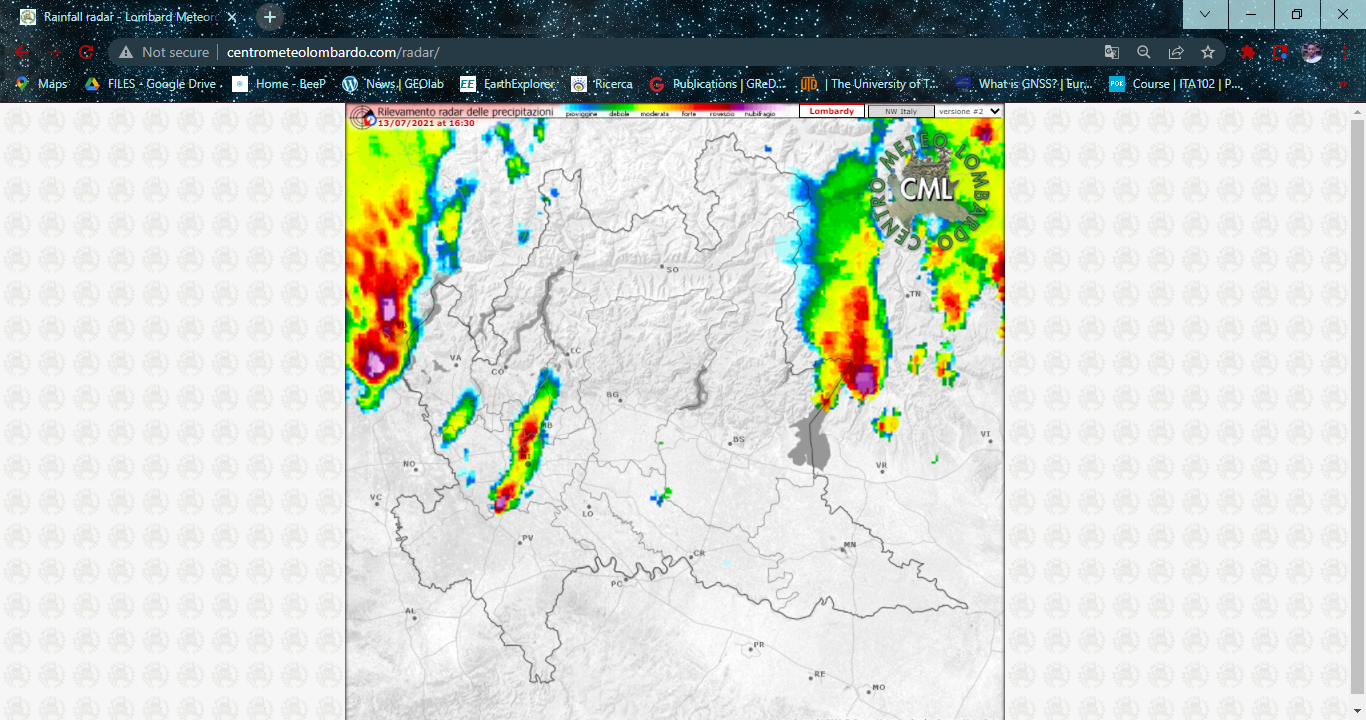 Rainfall radar - Lombard Meteoro
Not secure centrometeolombardo.com/radar/
Maps FILES - Google Drive Home - BeeP News | GEOlab EE EarthExplorer Ricerca Publications | GReD... The University of T... What is GNSS? | Eur... POK Course | ITA102 | P...
Rilevamento radar delle precipitazioni pioviggine debole moderata forte rovescio nubifragio Lombardy NW Italy versione #2
13/07/2021 at 16:30
CENTRO METEO LOMBARDO
CML
SO
TN
LC
VA
CO
BG
MB
BS
VI
MI
NO
VR
VC
LO
PV
MN
CR
PC
AL
PR
RE
MO